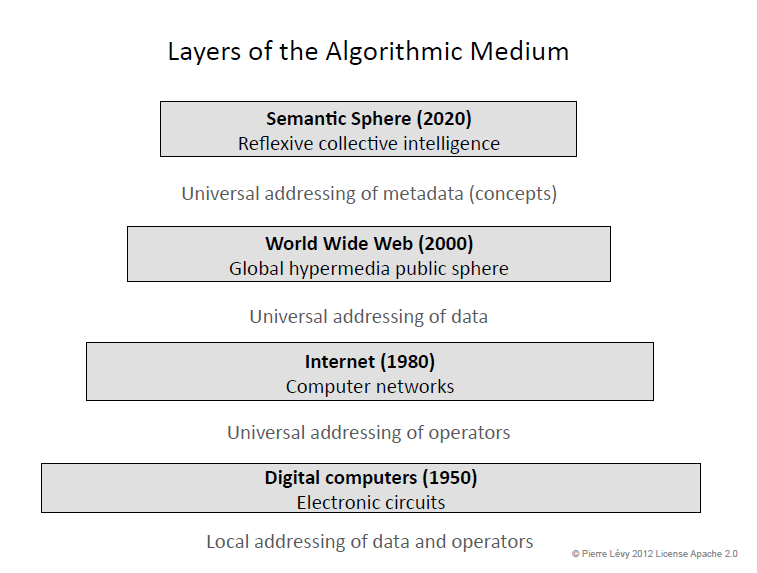 Layers of the Algorithmic Medium
Semantic Sphere (2020)
Reflexive collective intelligence
Universal addressing of metadata (concepts)
World Wide Web (2000)
Global hypermedia public sphere
Universal addressing of data
Internet (1980)
Computer networks
Universal addressing of operators
Digital computers (1950)
Electronic circuits
Local addressing of data and operators
© Pierre Lévy 2012 License Apache 2.0